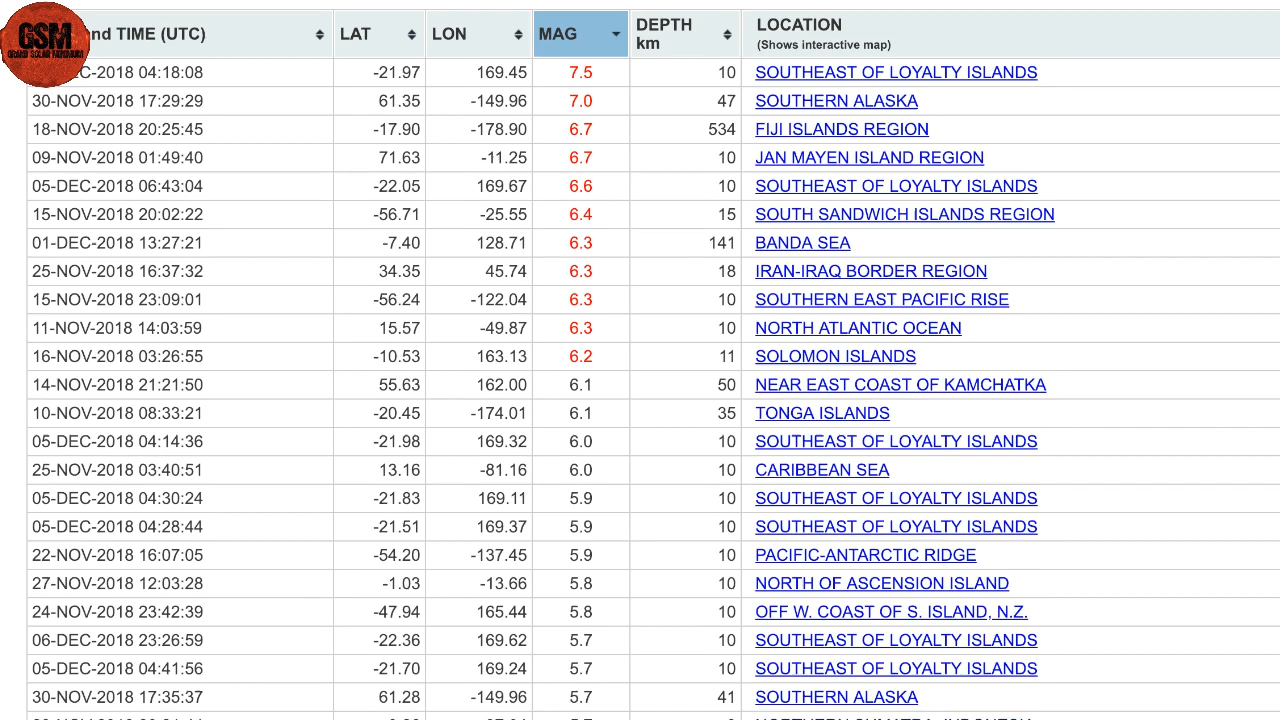 GSM
GRAND SOLAR MINIMUM
nd TIME (UTC) LAT LON MAG DEPTH km LOCATION
(Shows interactive map)
EC-2018 04:18:08 -21.97 169.45 7.5 10 SOUTHEAST OF LOYALTY ISLANDS
30-NOV-2018 17:29:29 61.35 -149.96 7.0 47 SOUTHERN ALASKA
18-NOV-2018 20:25:45 -17.90 -178.90 6.7 534 FIJI ISLANDS REGION
09-NOV-2018 01:49:40 71.63 -11.25 6.7 10 JAN MAYEN ISLAND REGION
05-DEC-2018 06:43:04 -22.05 169.67 6.6 10 SOUTHEAST OF LOYALTY ISLANDS
15-NOV-2018 20:02:22 -56.71 -25.55 6.4 15 SOUTH SANDWICH ISLANDS REGION
01-DEC-2018 13:27:21 -7.40 128.71 6.3 141 BANDA SEA
25-NOV-2018 16:37:32 34.35 45.74 6.3 18 IRAN-IRAQ BORDER REGION
15-NOV-2018 23:09:01 -56.24 -122.04 6.3 10 SOUTHERN EAST PACIFIC RISE
11-NOV-2018 14:03:59 15.57 -49.87 6.3 10 NORTH ATLANTIC OCEAN
16-NOV-2018 03:26:55 -10.53 163.13 6.2 11 SOLOMON ISLANDS
14-NOV-2018 21:21:50 55.63 162.00 6.1 50 NEAR EAST COAST OF KAMCHATKA
10-NOV-2018 08:33:21 -20.45 -174.01 6.1 35 TONGA ISLANDS
05-DEC-2018 04:14:36 -21.98 169.32 6.0 10 SOUTHEAST OF LOYALTY ISLANDS
25-NOV-2018 03:40:51 13.16 -81.16 6.0 10 CARIBBEAN SEA
05-DEC-2018 04:30:24 -21.83 169.11 5.9 10 SOUTHEAST OF LOYALTY ISLANDS
05-DEC-2018 04:28:44 -21.51 169.37 5.9 10 SOUTHEAST OF LOYALTY ISLANDS
22-NOV-2018 16:07:05 -54.20 -137.45 5.9 10 PACIFIC-ANTARCTIC RIDGE
27-NOV-2018 12:03:28 -1.03 -13.66 5.8 10 NORTH OF ASCENSION ISLAND
24-NOV-2018 23:42:39 -47.94 165.44 5.8 10 OFF W. COAST OF S. ISLAND, N.Z.
06-DEC-2018 23:26:59 -22.36 169.62 5.7 10 SOUTHEAST OF LOYALTY ISLANDS
05-DEC-2018 04:41:56 -21.70 169.24 5.7 10 SOUTHEAST OF LOYALTY ISLANDS
30-NOV-2018 17:35:37 61.28 -149.96 5.7 41 SOUTHERN ALASKA